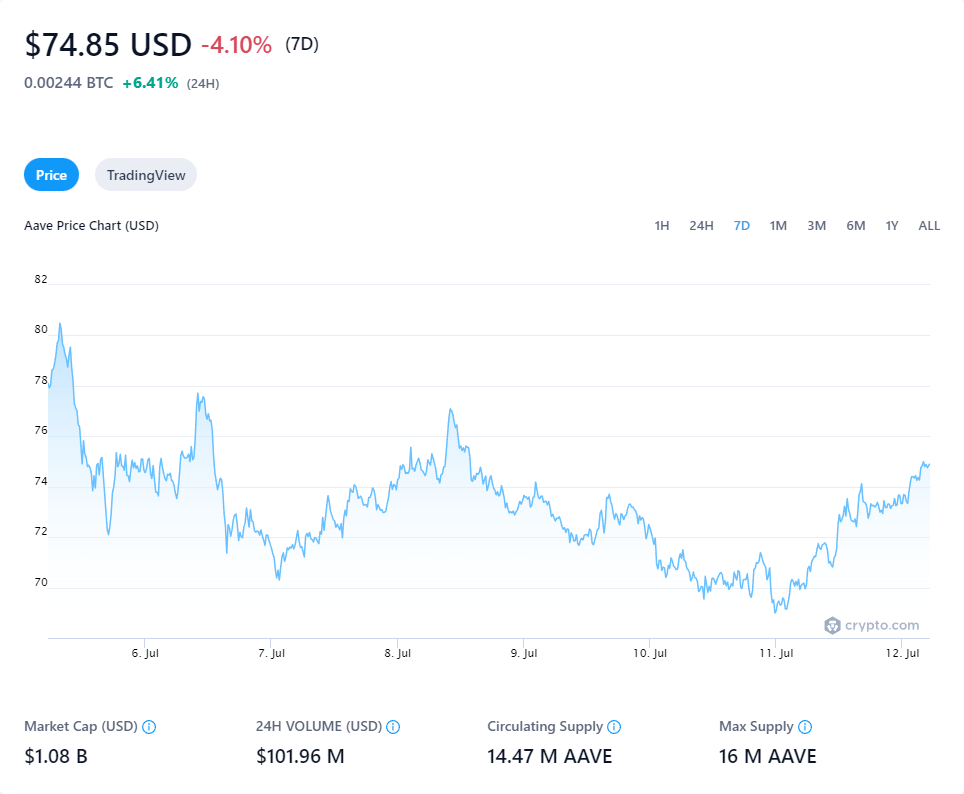 $74.85 USD -4.10% (7D)
0.00244 BTC +6.41% (24H)
Price TradingView
Aave Price Chart (USD) 1H 24H 7D 1M 3M 6M 1Y ALL
82
80
78
76
74
72
70
crypto.com
6. Jul 7. Jul 8. Jul 9. Jul 10. Jul 11. Jul 12. Jul
Market Cap (USD) 24H VOLUME (USD) Circulating Supply Max Supply
$1.08 B $101.96 M 14.47 M AAVE 16 M AAVE